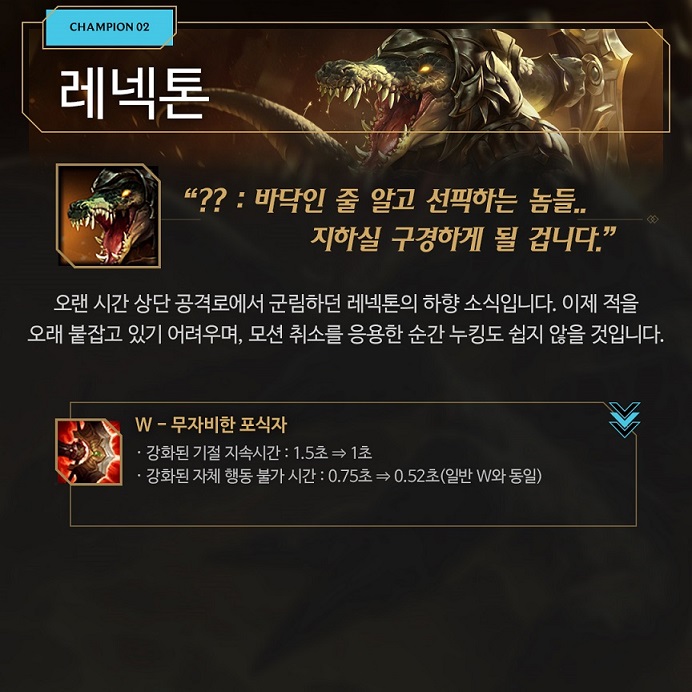 CHAMPION 02
레넥톤
“?? : 바닥인 줄 알고 선픽하는 놈들..
지하실 구경하게 될 겁니다.”
오랜 시간 상단 공격로에서 군림하던 레넥톤의 하향 소식입니다. 이제 적을
오래 붙잡고 있기 어려우며, 모션 취소를 응용한 순간 누킹도 쉽지 않을 것입니다.
W - 무자비한 포식자
· 강화된 기절 지속시간 : 1.5초 ⇒ 1초
· 강화된 자체 행동 불가 시간 : 0.75초 ⇒ 0.52초(일반 W와 동일)